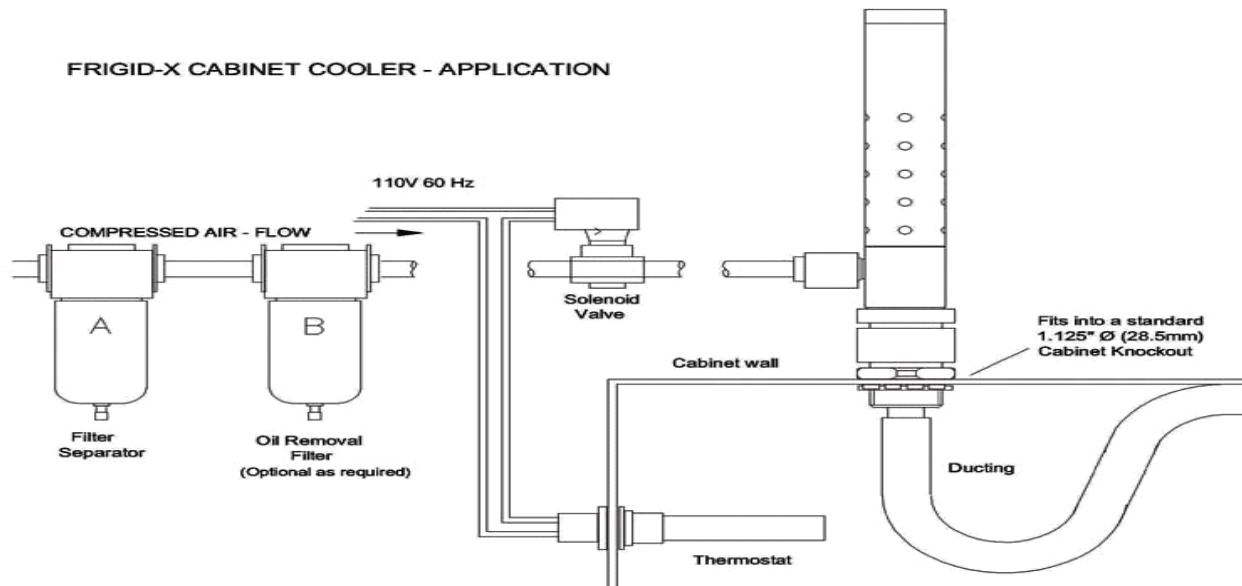 FRIGID-X CABINET COOLER - APPLICATION
110V 60 Hz
COMPRESSED AIR - FLOW
A
B
Solenoid
Valve
Fits into a standard
1.125" Ø (28.5mm)
Cabinet Knockout
Cabinet wall
Filter
Separator
Oil Removal
Filter
(Optional as required)
Ducting
Thermostat